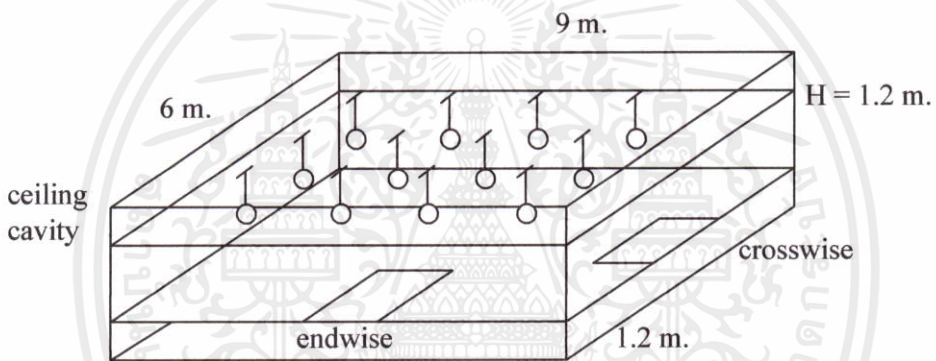 9 m.
6 m.
H = 1.2 m.
ceiling
cavity
crosswise
endwise
1.2 m.